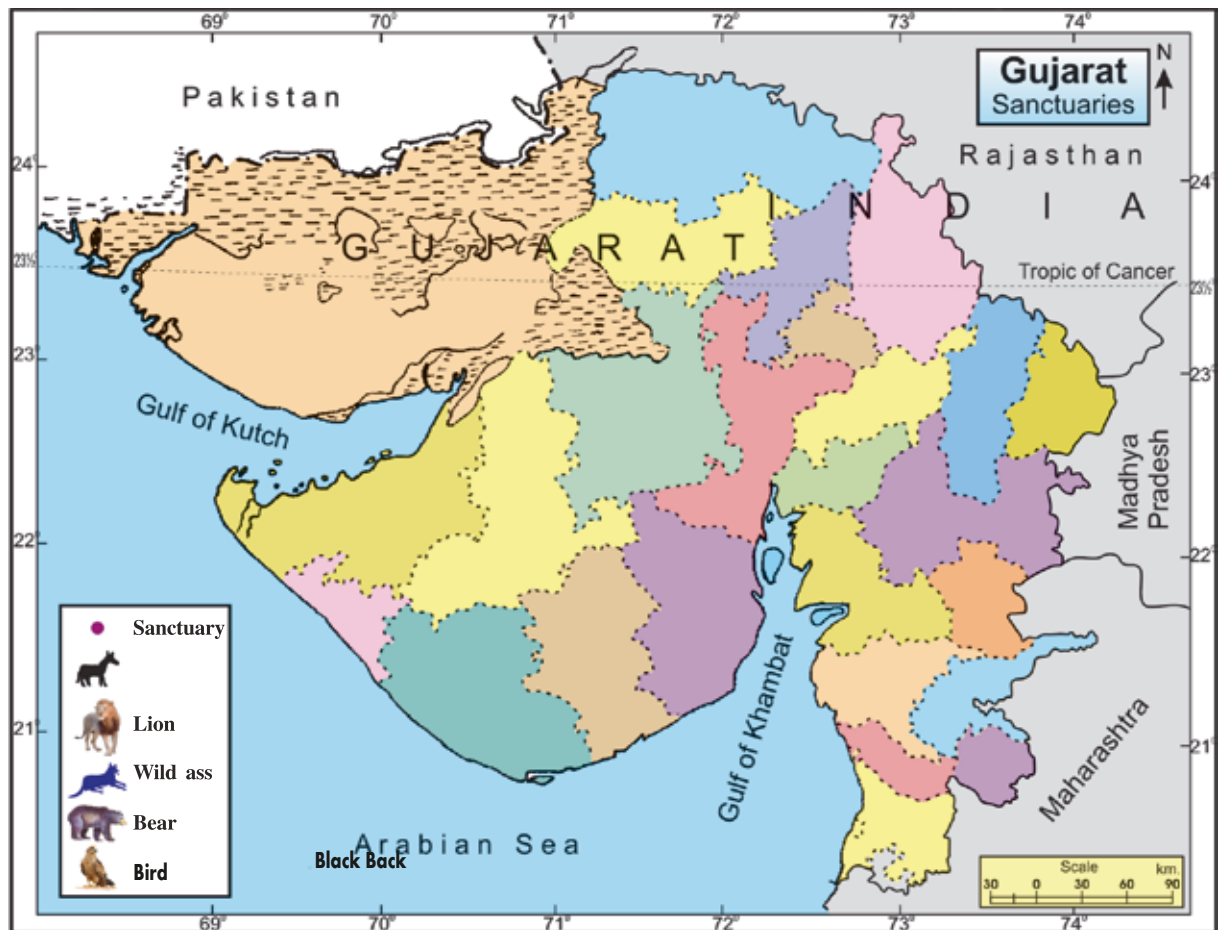 69° 70° 71° 72° 73° 74°
Gujarat
Sanctuaries
N
Pakistan
Rajasthan
24°
24°
INDIA
GUJARAT
Tropic of Cancer
23½
23½
23°
23°
Gulf of Kutch
Madhya
Pradesh
22°
22°
Sanctuary
Lion
Wild ass
Bear
Bird
21°
21°
Gulf of Khambat
Maharashtra
Arabian Sea
Black Back
Scale
km.
30 0 30 60 90
69° 70° 71° 72° 73° 74°